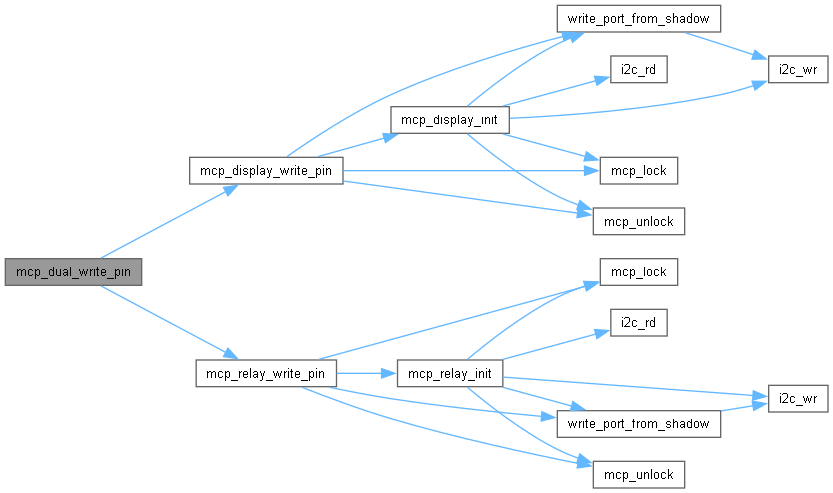 write_port_from_shadow
i2c_rd
i2c_wr
mcp_display_init
mcp_display_write_pin
mcp_lock
mcp_unlock
mcp_dual_write_pin
mcp_lock
i2c_rd
mcp_relay_write_pin
mcp_relay_init
i2c_wr
write_port_from_shadow
mcp_unlock